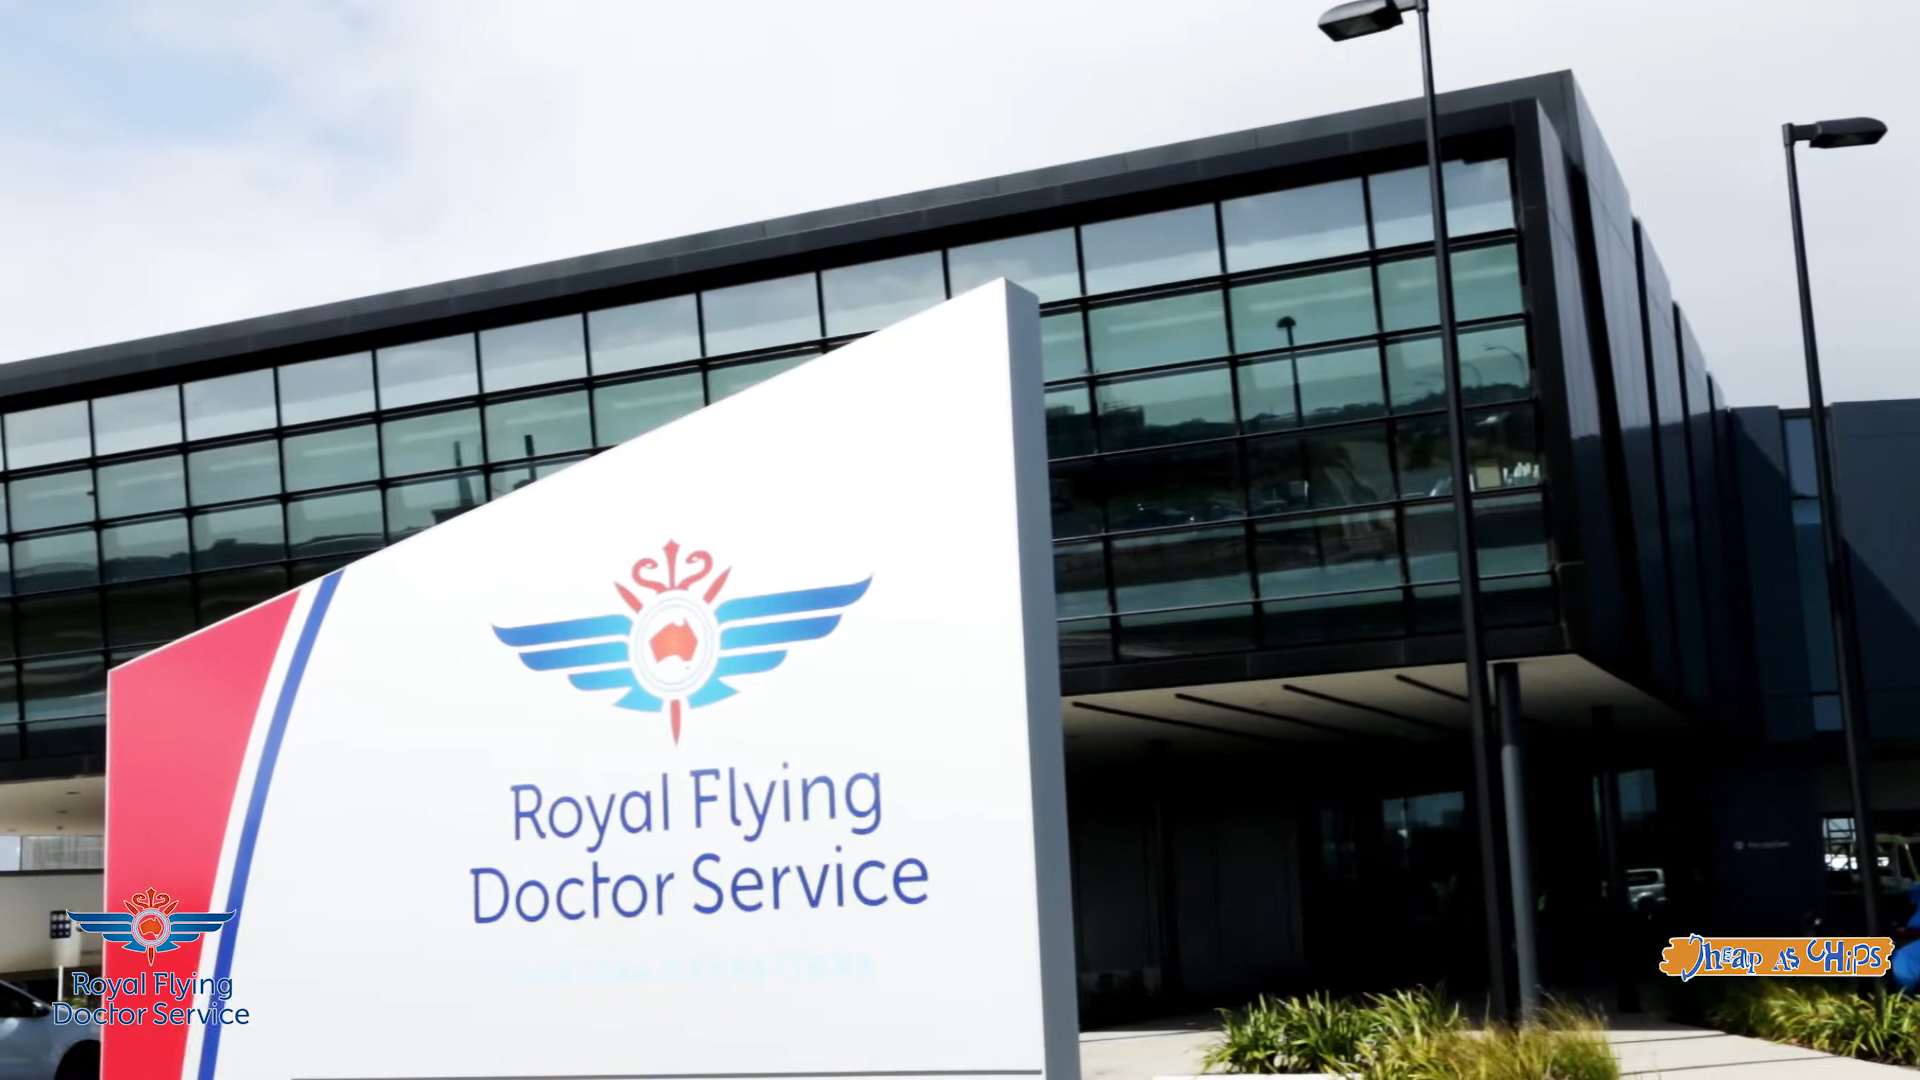 Royal Flying
Doctor Service
Royal Flying
Doctor Service
Cheap as Chips